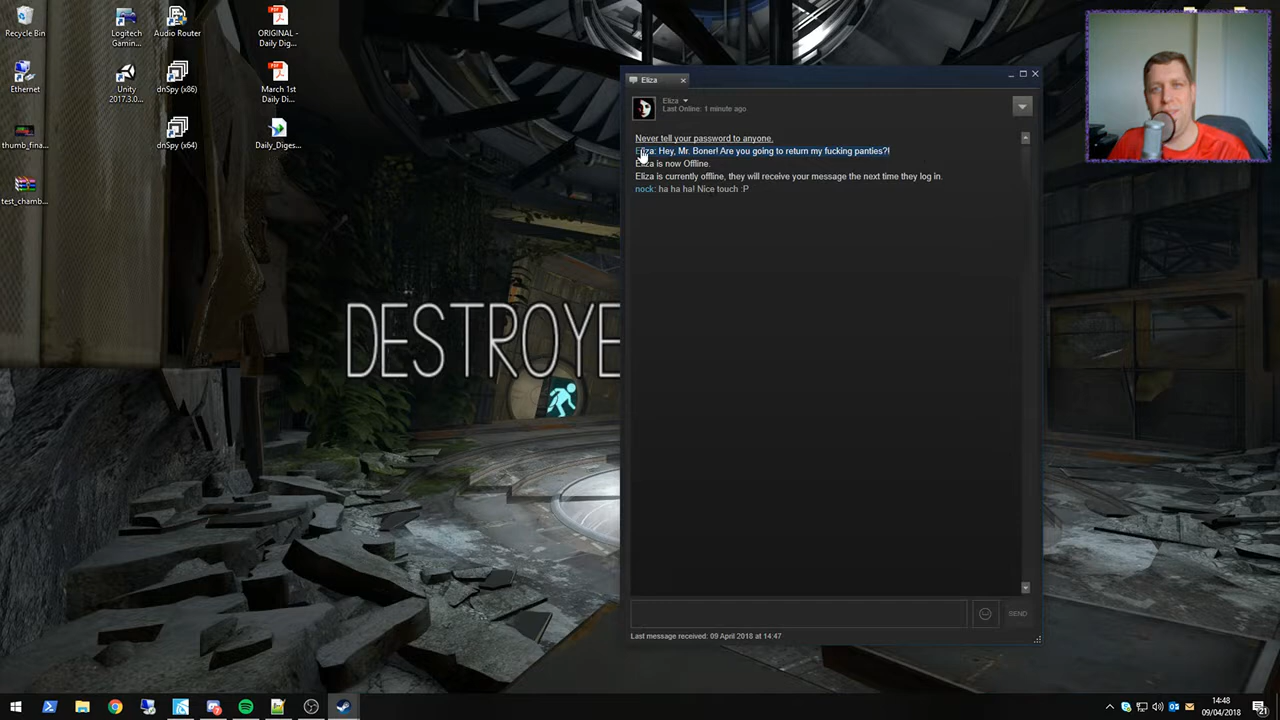 Recycle Bin
Logitech
Gamin...
Audio Router
ORIGINAL -
Daily Dig...
Ethernet
Unity
2017.3.0...
dnSpy (x86)
March 1st
Daily Di...
thumb_fina...
dnSpy (x64)
Daily_Diges...
test_chamb...
DESTROYE
Eliza
Eliza
Last Online: 1 minute ago
Never tell your password to anyone.
Eliza: Hey, Mr. Boner! Are you going to return my fucking panties?!
Eliza is now Offline.
Eliza is currently offline, they will receive your message the next time they log in.
nock: ha ha ha! Nice touch :P
SEND
Last message received: 09 April 2018 at 14:47
14:48
09/04/2018
21